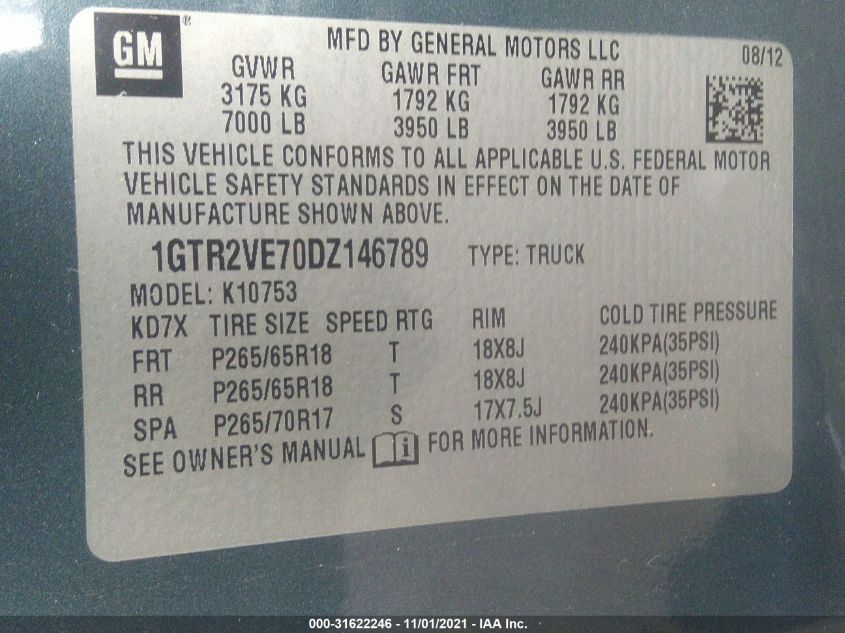 GM
MFD BY GENERAL MOTORS LLC
08/12
GVWR GAWR FRT GAWR RR
3175 KG 1792 KG 1792 KG
7000 LB 3950 LB 3950 LB
THIS VEHICLE CONFORMS TO ALL APPLICABLE U.S. FEDERAL MOTOR
VEHICLE SAFETY STANDARDS IN EFFECT ON THE DATE OF
MANUFACTURE SHOWN ABOVE.
1GTR2VE70DZ146789 TYPE: TRUCK
MODEL: K10753
KD7X TIRE SIZE SPEED RTG RIM COLD TIRE PRESSURE
FRT P265/65R18 T 18X8J 240KPA(35PSI)
RR P265/65R18 T 18X8J 240KPA(35PSI)
SPA P265/70R17 S 17X7.5J 240KPA(35PSI)
SEE OWNER'S MANUAL i FOR MORE INFORMATION.
000-31622246 - 11/01/2021 - IAA Inc.